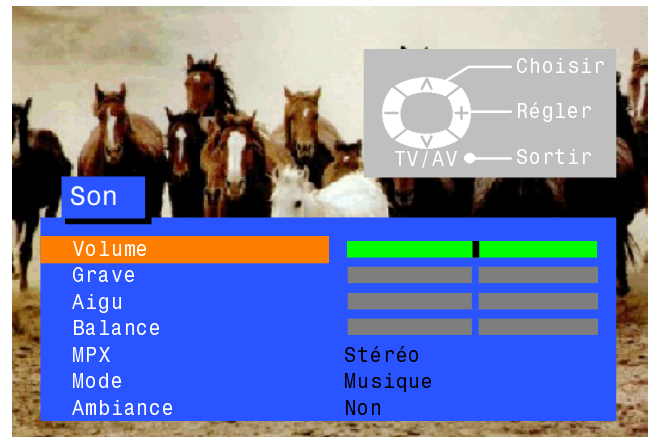 Choisir
Régler
TV/AV Sortir
Son
Volume
Grave
Aigu
Balance
MPX Stéréo
Mode Musique
Ambiance Non